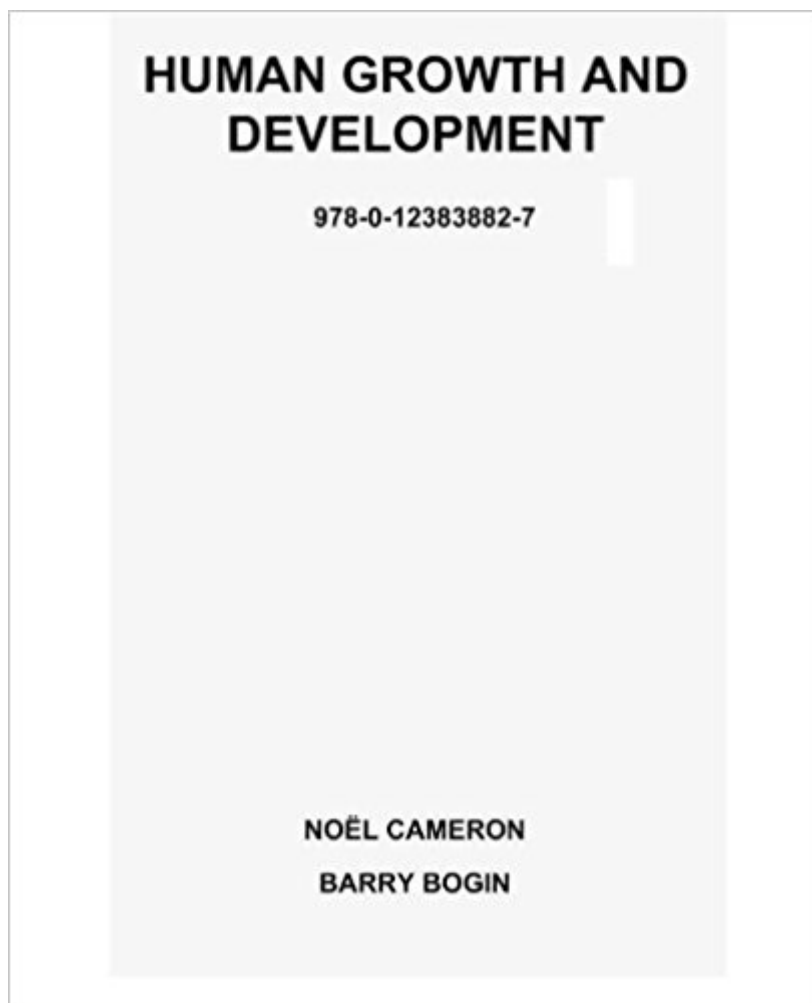 HUMAN GROWTH AND
DEVELOPMENT
978-0-12383882-7
NOËL CAMERON
BARRY BOGIN